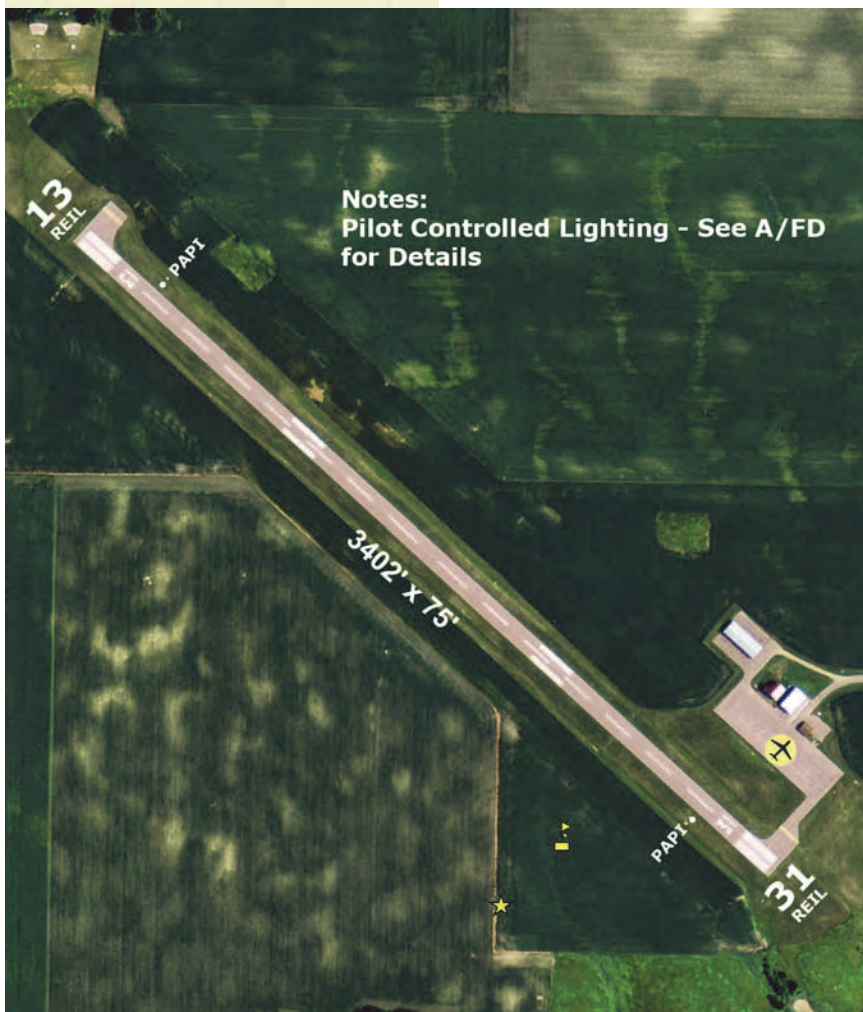 13
REIL
PAPI
Notes:
Pilot Controlled Lighting - See A/FD
for Details
3402' x 75'
PAPI
31
REIL